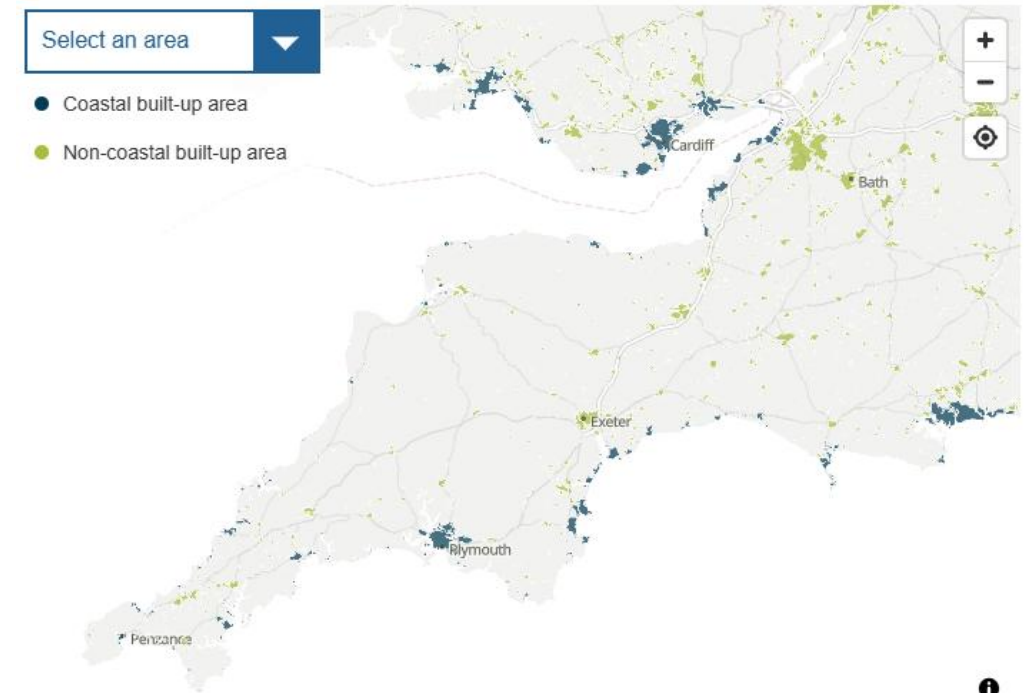 Select an area
Coastal built-up area
Non-coastal built-up area
+
−
Cardiff
Bath
Exeter
Plymouth
Penzance
i